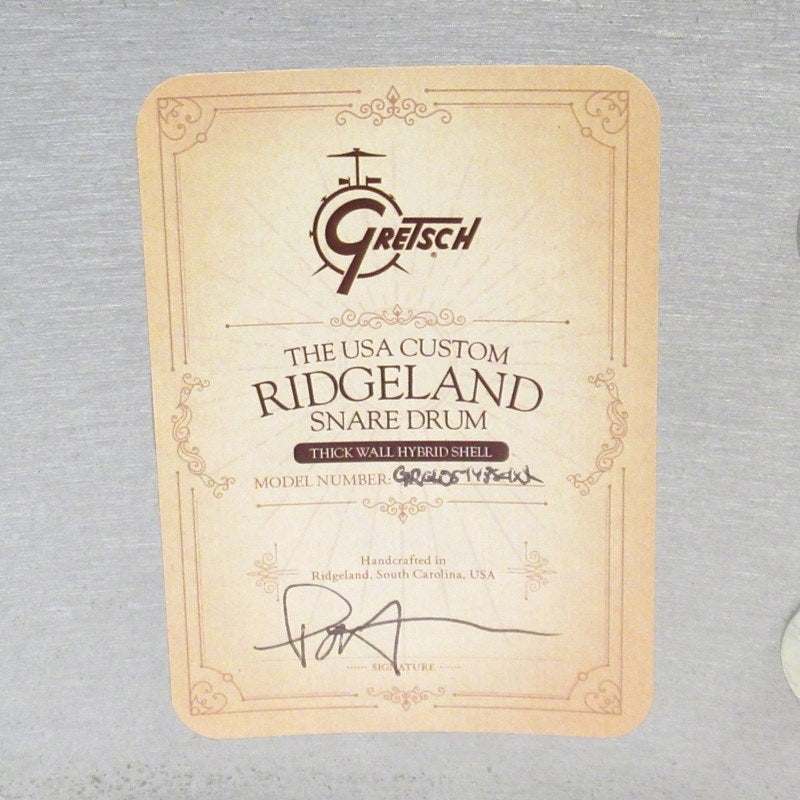 GRETSCH®
THE USA CUSTOM
RIDGELAND
SNARE DRUM
THICK WALL HYBRID SHELL
MODEL NUMBER:
Handcrafted in
Ridgeland, South Carolina, USA
SIGNATURE